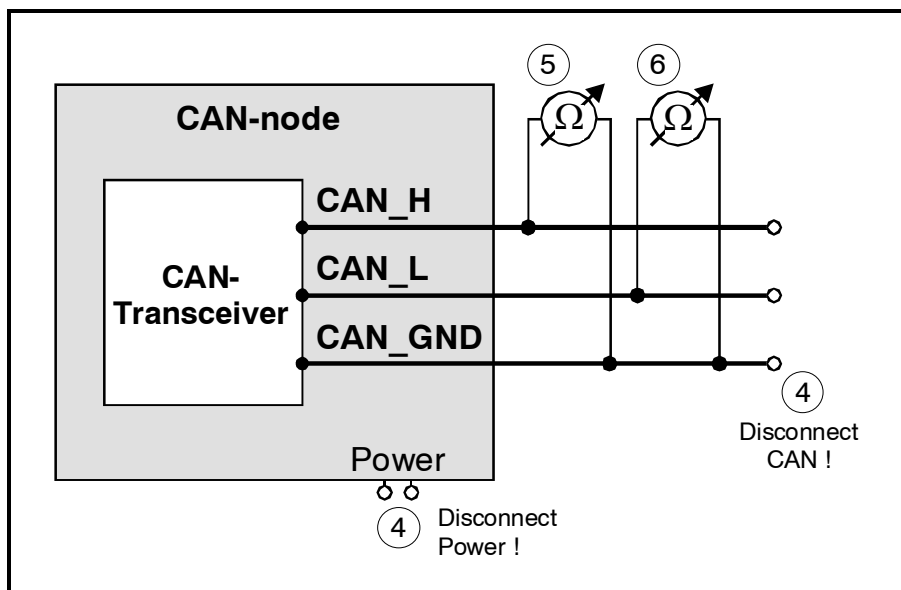 5
6
CAN-node
Ω
Ω
CAN_H
CAN-
Transceiver
CAN_L
CAN_GND
4
Disconnect
CAN !
Power
4
Disconnect
Power !